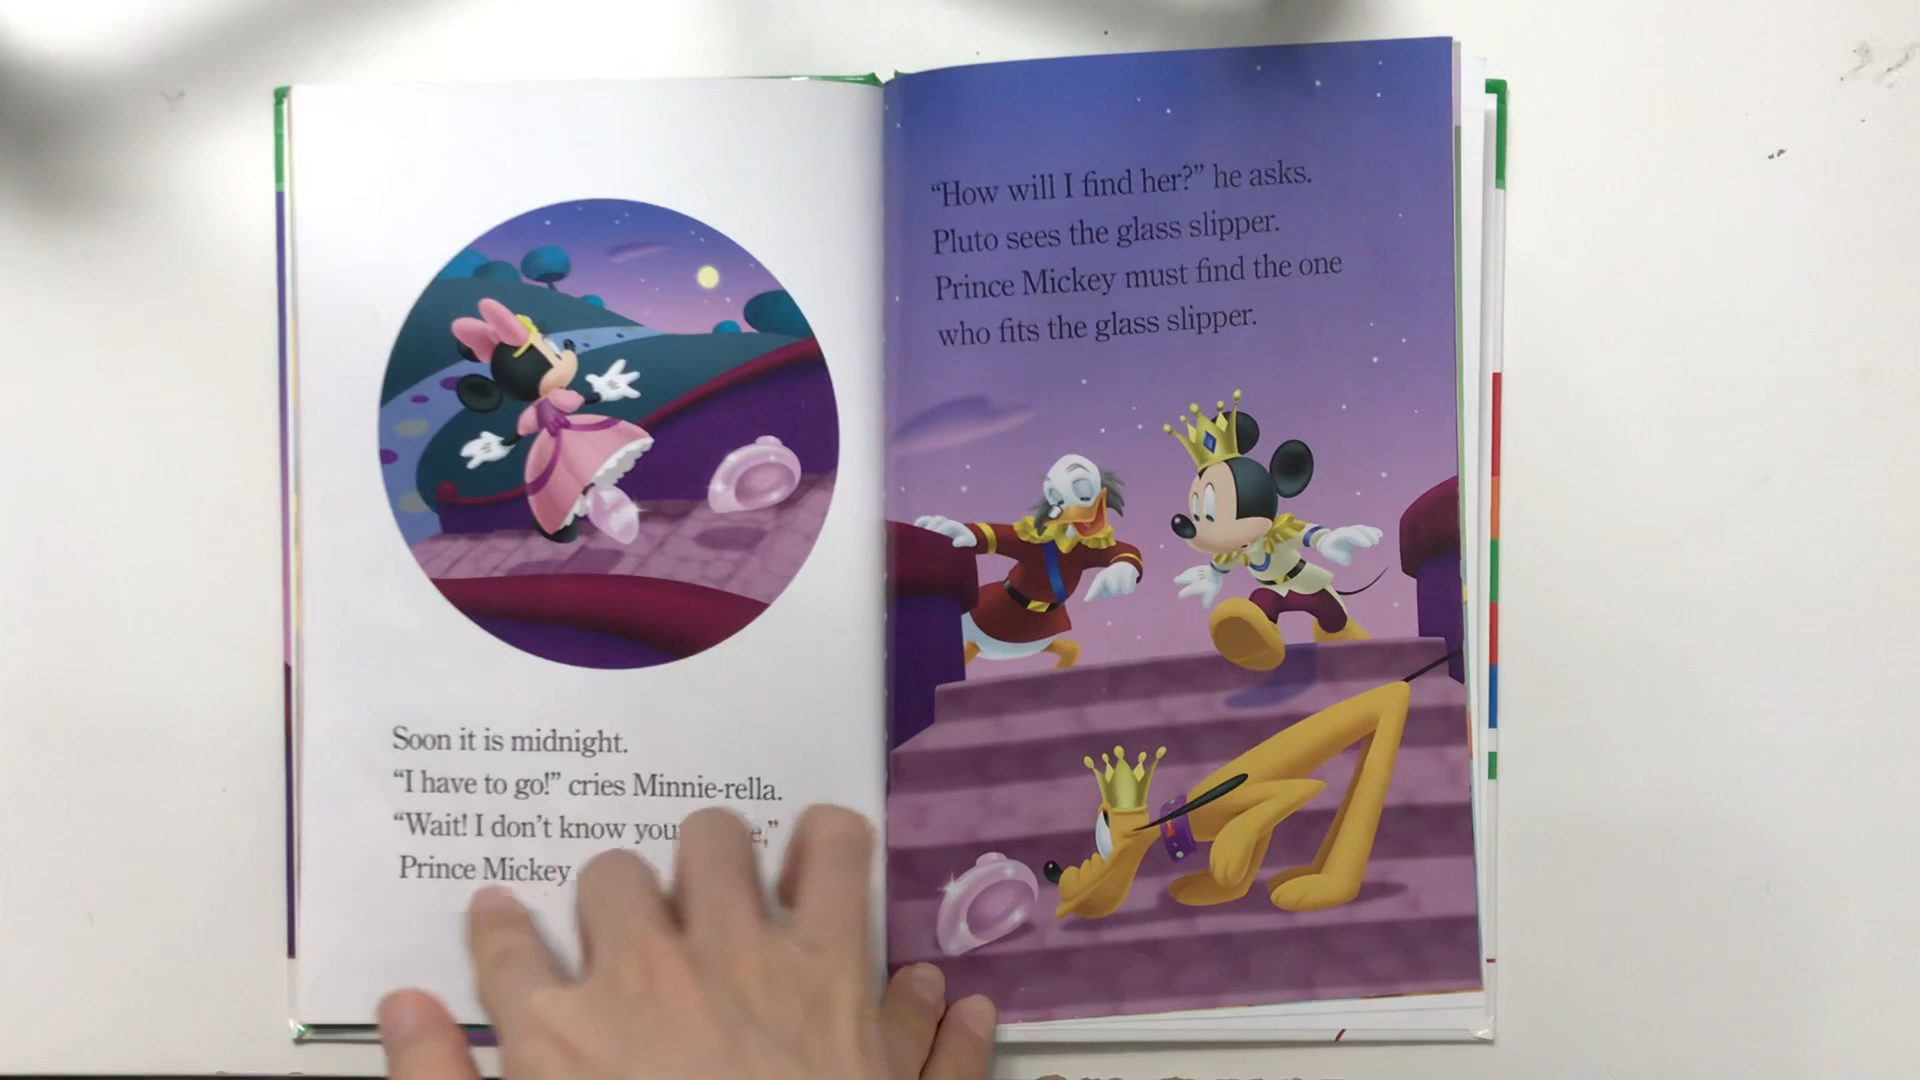 Soon it is midnight.
“I have to go!” cries Minnie-rella.
“Wait! I don’t know you
Prince Mickey
“How will I find her?” he asks.
Pluto sees the glass slipper.
Prince Mickey must find the one
who fits the glass slipper.